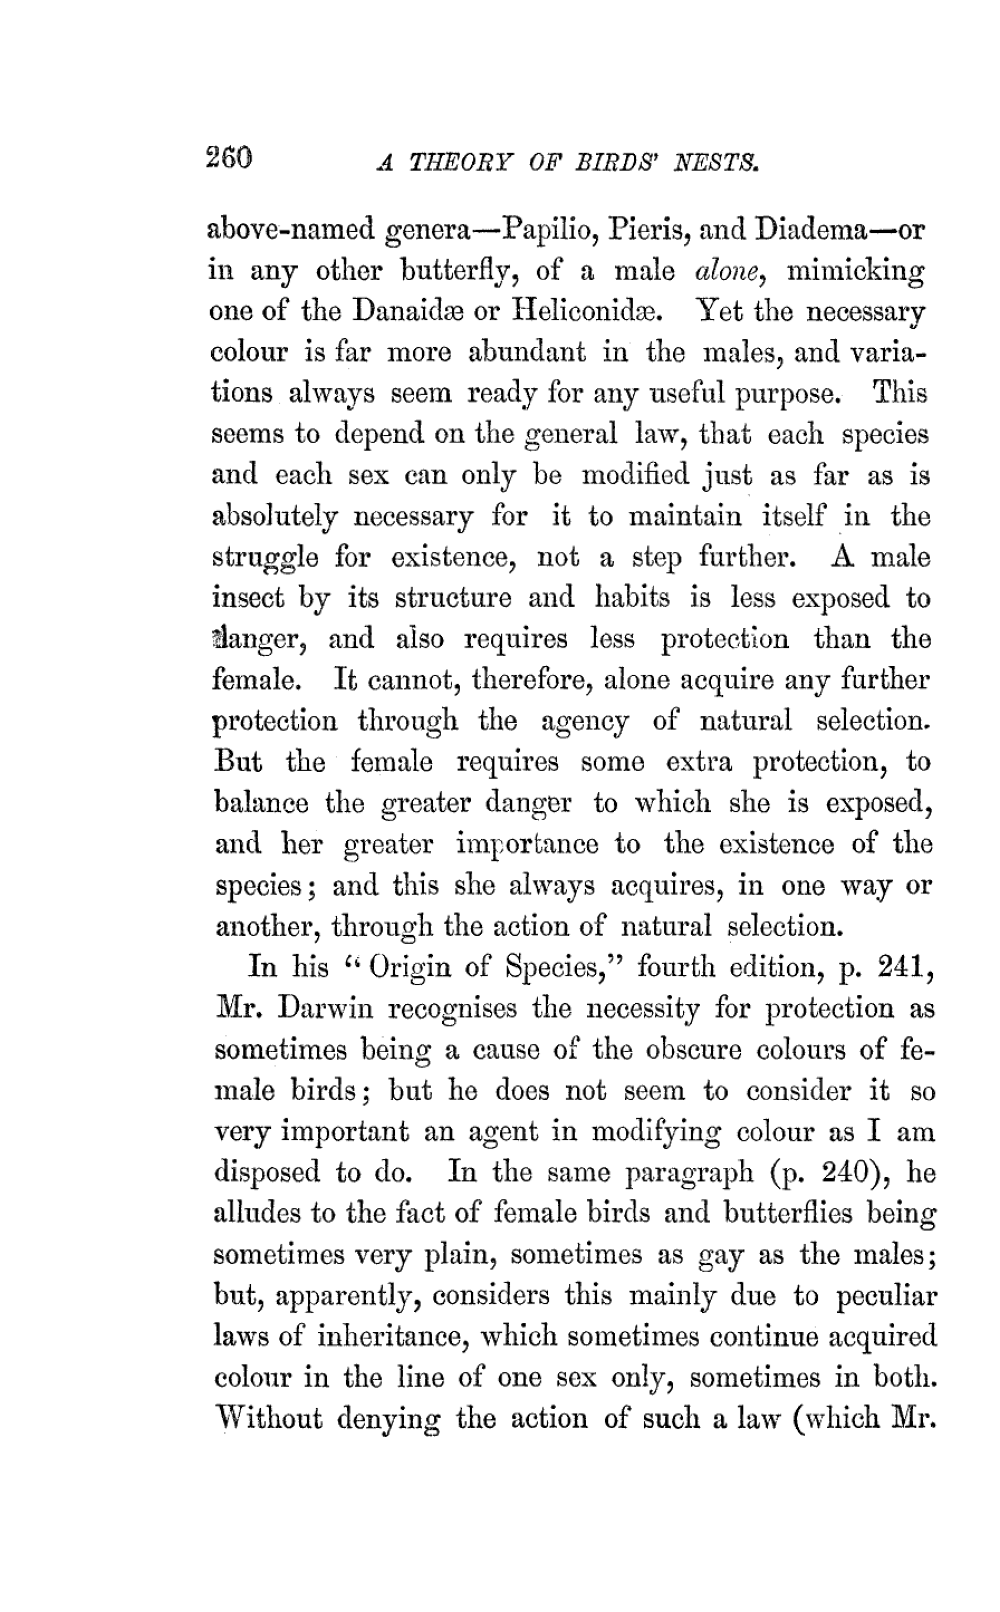 260 A THEORY OF BIRDS' NESTS.
above-named genera—Papilio, Pieris, and Diadema—or
in any other butterfly, of a male alone, mimicking
one of the Danaidæ or Heliconidæ. Yet the necessary
colour is far more abundant in the males, and varia-
tions always seem ready for any useful purpose. This
seems to depend on the general law, that each species
and each sex can only be modified just as far as is
absolutely necessary for it to maintain itself in the
struggle for existence, not a step further. A male
insect by its structure and habits is less exposed to
danger, and also requires less protection than the
female. It cannot, therefore, alone acquire any further
protection through the agency of natural selection.
But the female requires some extra protection, to
balance the greater danger to which she is exposed,
and her greater importance to the existence of the
species; and this she always acquires, in one way or
another, through the action of natural selection.
In his “Origin of Species,” fourth edition, p. 241,
Mr. Darwin recognises the necessity for protection as
sometimes being a cause of the obscure colours of fe-
male birds; but he does not seem to consider it so
very important an agent in modifying colour as I am
disposed to do. In the same paragraph (p. 240), he
alludes to the fact of female birds and butterflies being
sometimes very plain, sometimes as gay as the males;
but, apparently, considers this mainly due to peculiar
laws of inheritance, which sometimes continue acquired
colour in the line of one sex only, sometimes in both.
Without denying the action of such a law (which Mr.